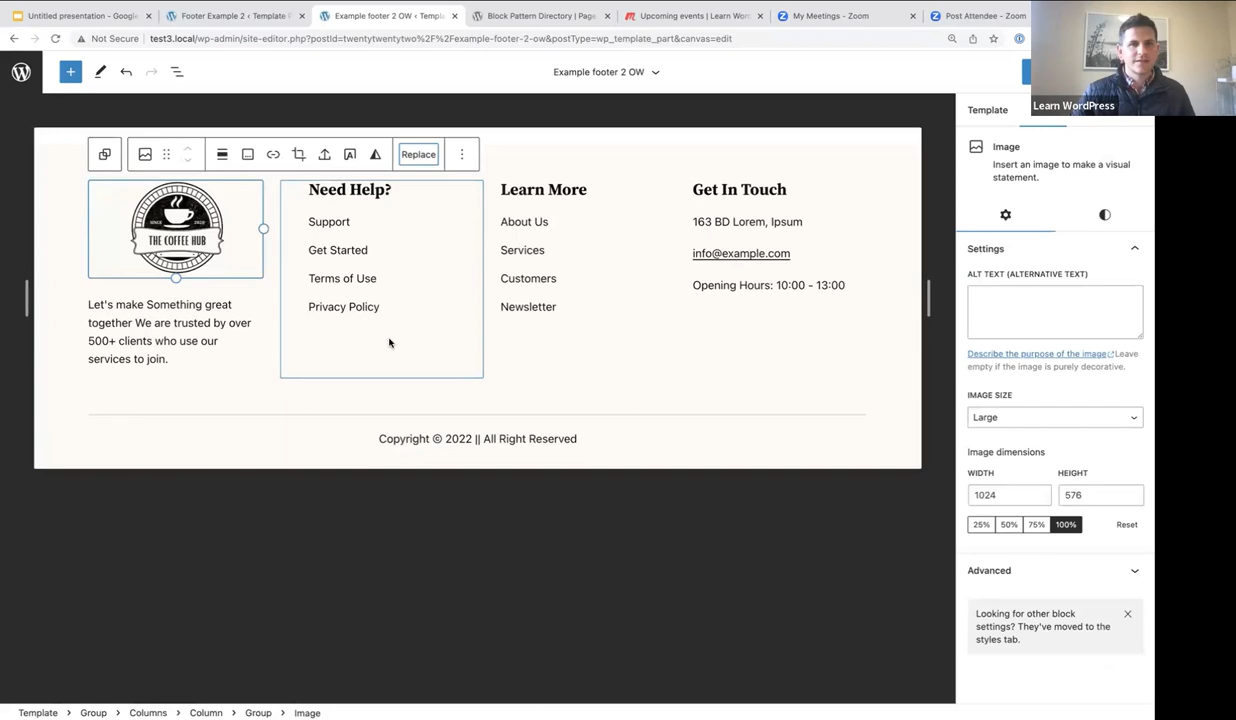 Untitled presentation - Google
Footer Example 2 ‹ Template P
Example footer 2 OW ‹ Templa
Block Pattern Directory | Page
Upcoming events | Learn Wor
My Meetings - Zoom
Post Attendee - Zoom
Not Secure
test3.local/wp-admin/site-editor.php?postId=twentytwentytwo%2F%2Fexample-footer-2-ow&postType=wp_template_part&canvas=edit
Example footer 2 OW
Learn WordPress
Template
Replace
Image
Insert an image to make a visual
statement.
THE COFFEE HUB
Let's make Something great
together We are trusted by over
500+ clients who use our
services to join.
Need Help?
Support
Get Started
Terms of Use
Privacy Policy
Learn More
About Us
Services
Customers
Newsletter
Get In Touch
163 BD Lorem, Ipsum
info@example.com
Opening Hours: 10:00 - 13:00
Copyright © 2022 || All Right Reserved
Settings
ALT TEXT (ALTERNATIVE TEXT)
Describe the purpose of the image Leave
empty if the image is purely decorative.
IMAGE SIZE
Large
Image dimensions
WIDTH
HEIGHT
1024
576
25%
50%
75%
100%
Reset
Advanced
Looking for other block
settings? They've moved to the
styles tab.
Template > Group > Columns > Column > Group > Image